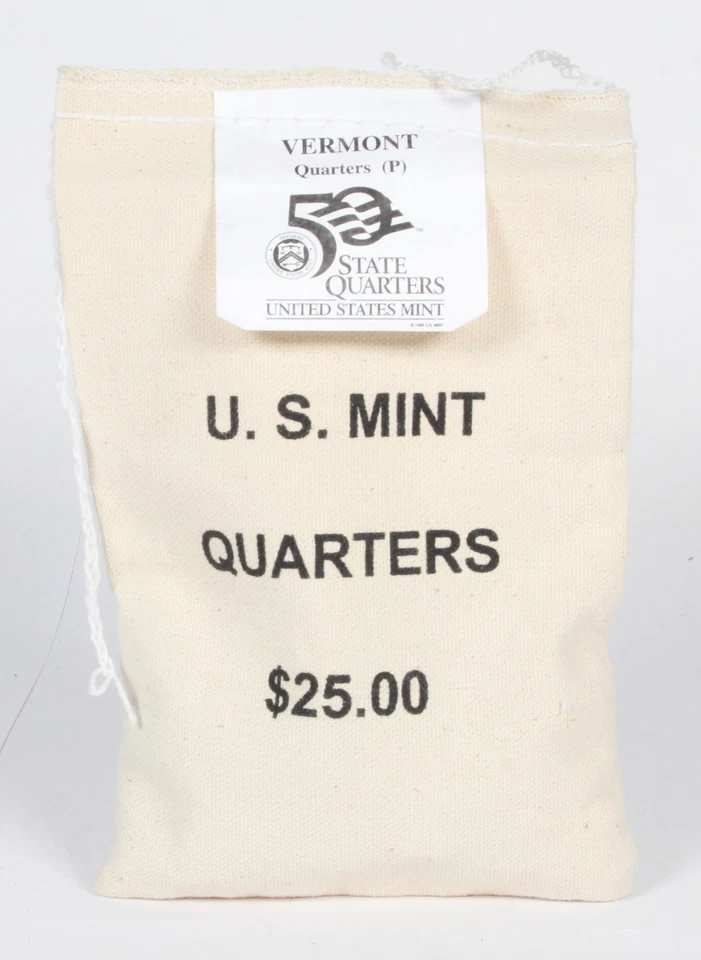 VERMONT
Quarters (P)
50
STATE
QUARTERS
UNITED STATES MINT
U. S. MINT
QUARTERS
$25.00